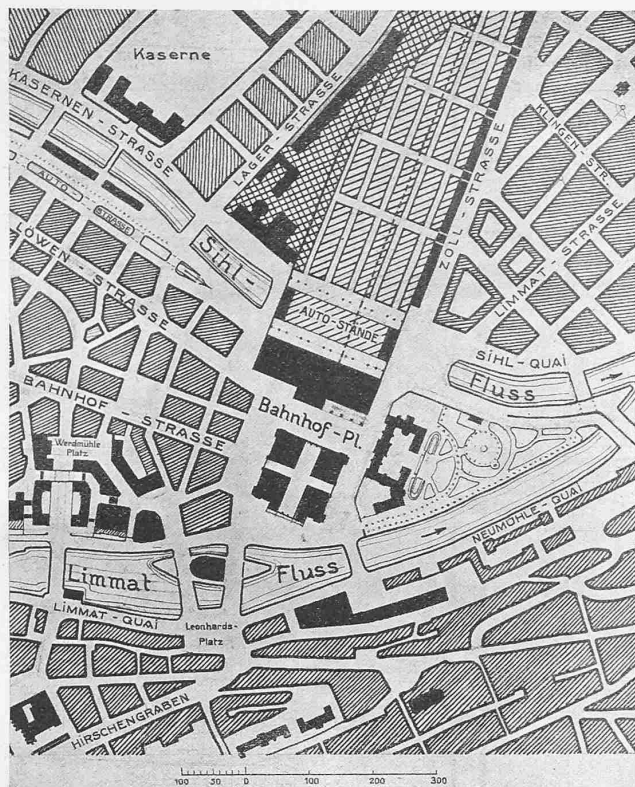 Kaserne
KASERNEN-STRASSE
LAGER-STRASSE
KLINGEN-STR.
ZOLL-STRASSE
LIMMAT-STRASSE
AUTO-
STRASSE
LÖWEN-STRASSE
Sihl-
AUTO-STÄNDE
SIHL-QUAI
Fluss
BAHNHOF-STRASSE
Bahnhof-Pl.
Werdmühle
Platz
NEUMÜHLE-QUAI
Limmat
Fluss
LIMMAT-QUAI
Leonhards-
Platz
HIRSCHENGRABEN
100 50 0 100 200 300